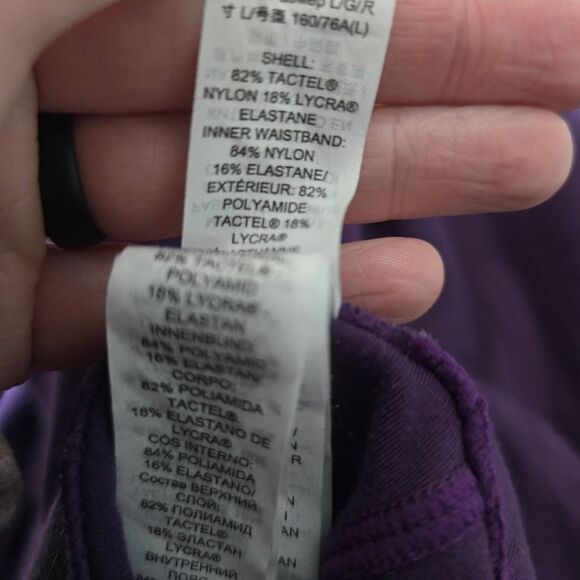 L/G/R
寸 L/号型 160/76A(L)
SHELL:
82% TACTEL®
NYLON 18% LYCRA®
ELASTANE
INNER WAISTBAND:
84% NYLON
16% ELASTANE/
EXTÉRIEUR: 82%
POLYAMIDE
TACTEL® 18%
LYCRA®
82% TACTEL®
POLYAMID
18% LYCRA®
ELASTAN
INNENBUND:
84% POLYAMID
16% ELASTAN
CORPO:
82% POLIAMIDA
TACTEL®
18% ELASTANO DE
LYCRA®
CÓS INTERNO:
84% POLIAMIDA
16% ELASTANO/
Состав ВЕРХНИЙ
СЛОЙ:
82% ПОЛИАМИД
TACTEL®
18% ЭЛАСТАН
LYCRA®
ВНУТРЕННИЙ